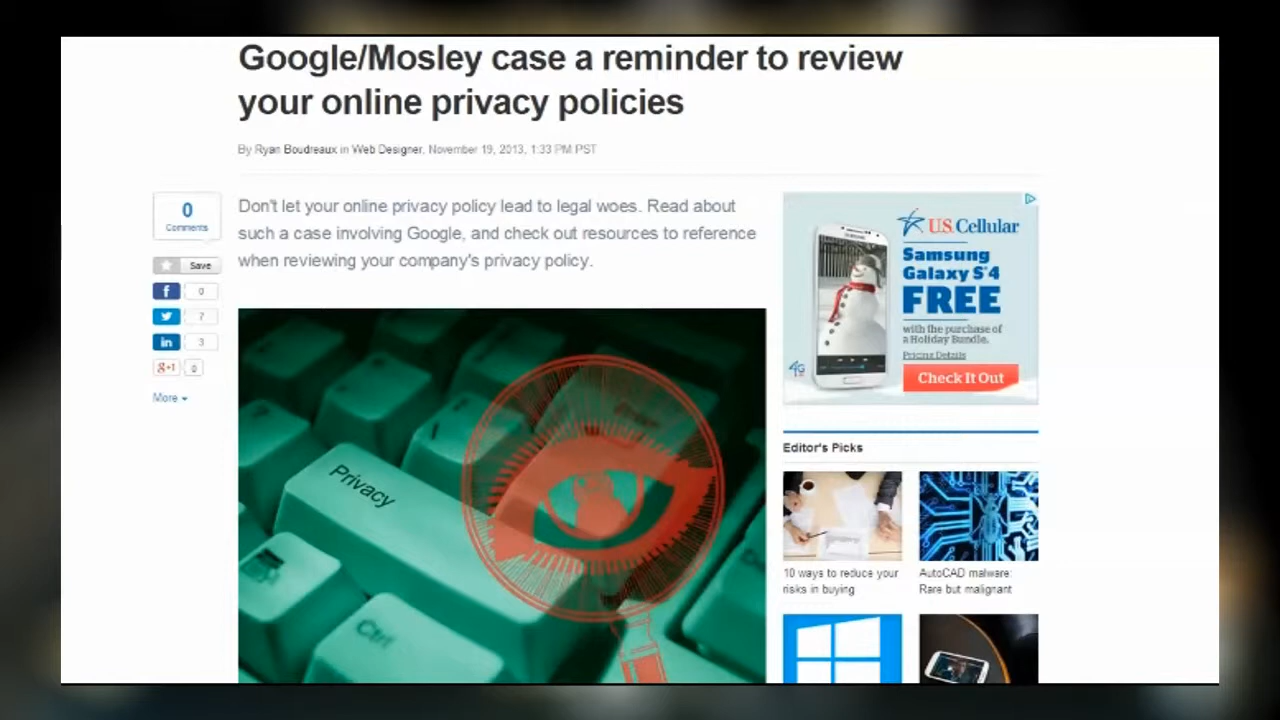 Google/Mosley case a reminder to review
your online privacy policies
By Ryan Boudreaux in Web Designer, November 19, 2013, 1:33 PM PST
0
Comments
Save
0
7
in 3
g+1 0
More
Don't let your online privacy policy lead to legal woes. Read about
such a case involving Google, and check out resources to reference
when reviewing your company's privacy policy.
Privacy
Ctrl
U.S. Cellular
Samsung
Galaxy S 4
FREE
with the purchase of
a Holiday Bundle.
Pricing Details
4G
Check It Out
Editor's Picks
10 ways to reduce your
risks in buying
AutoCAD malware:
Rare but malignant